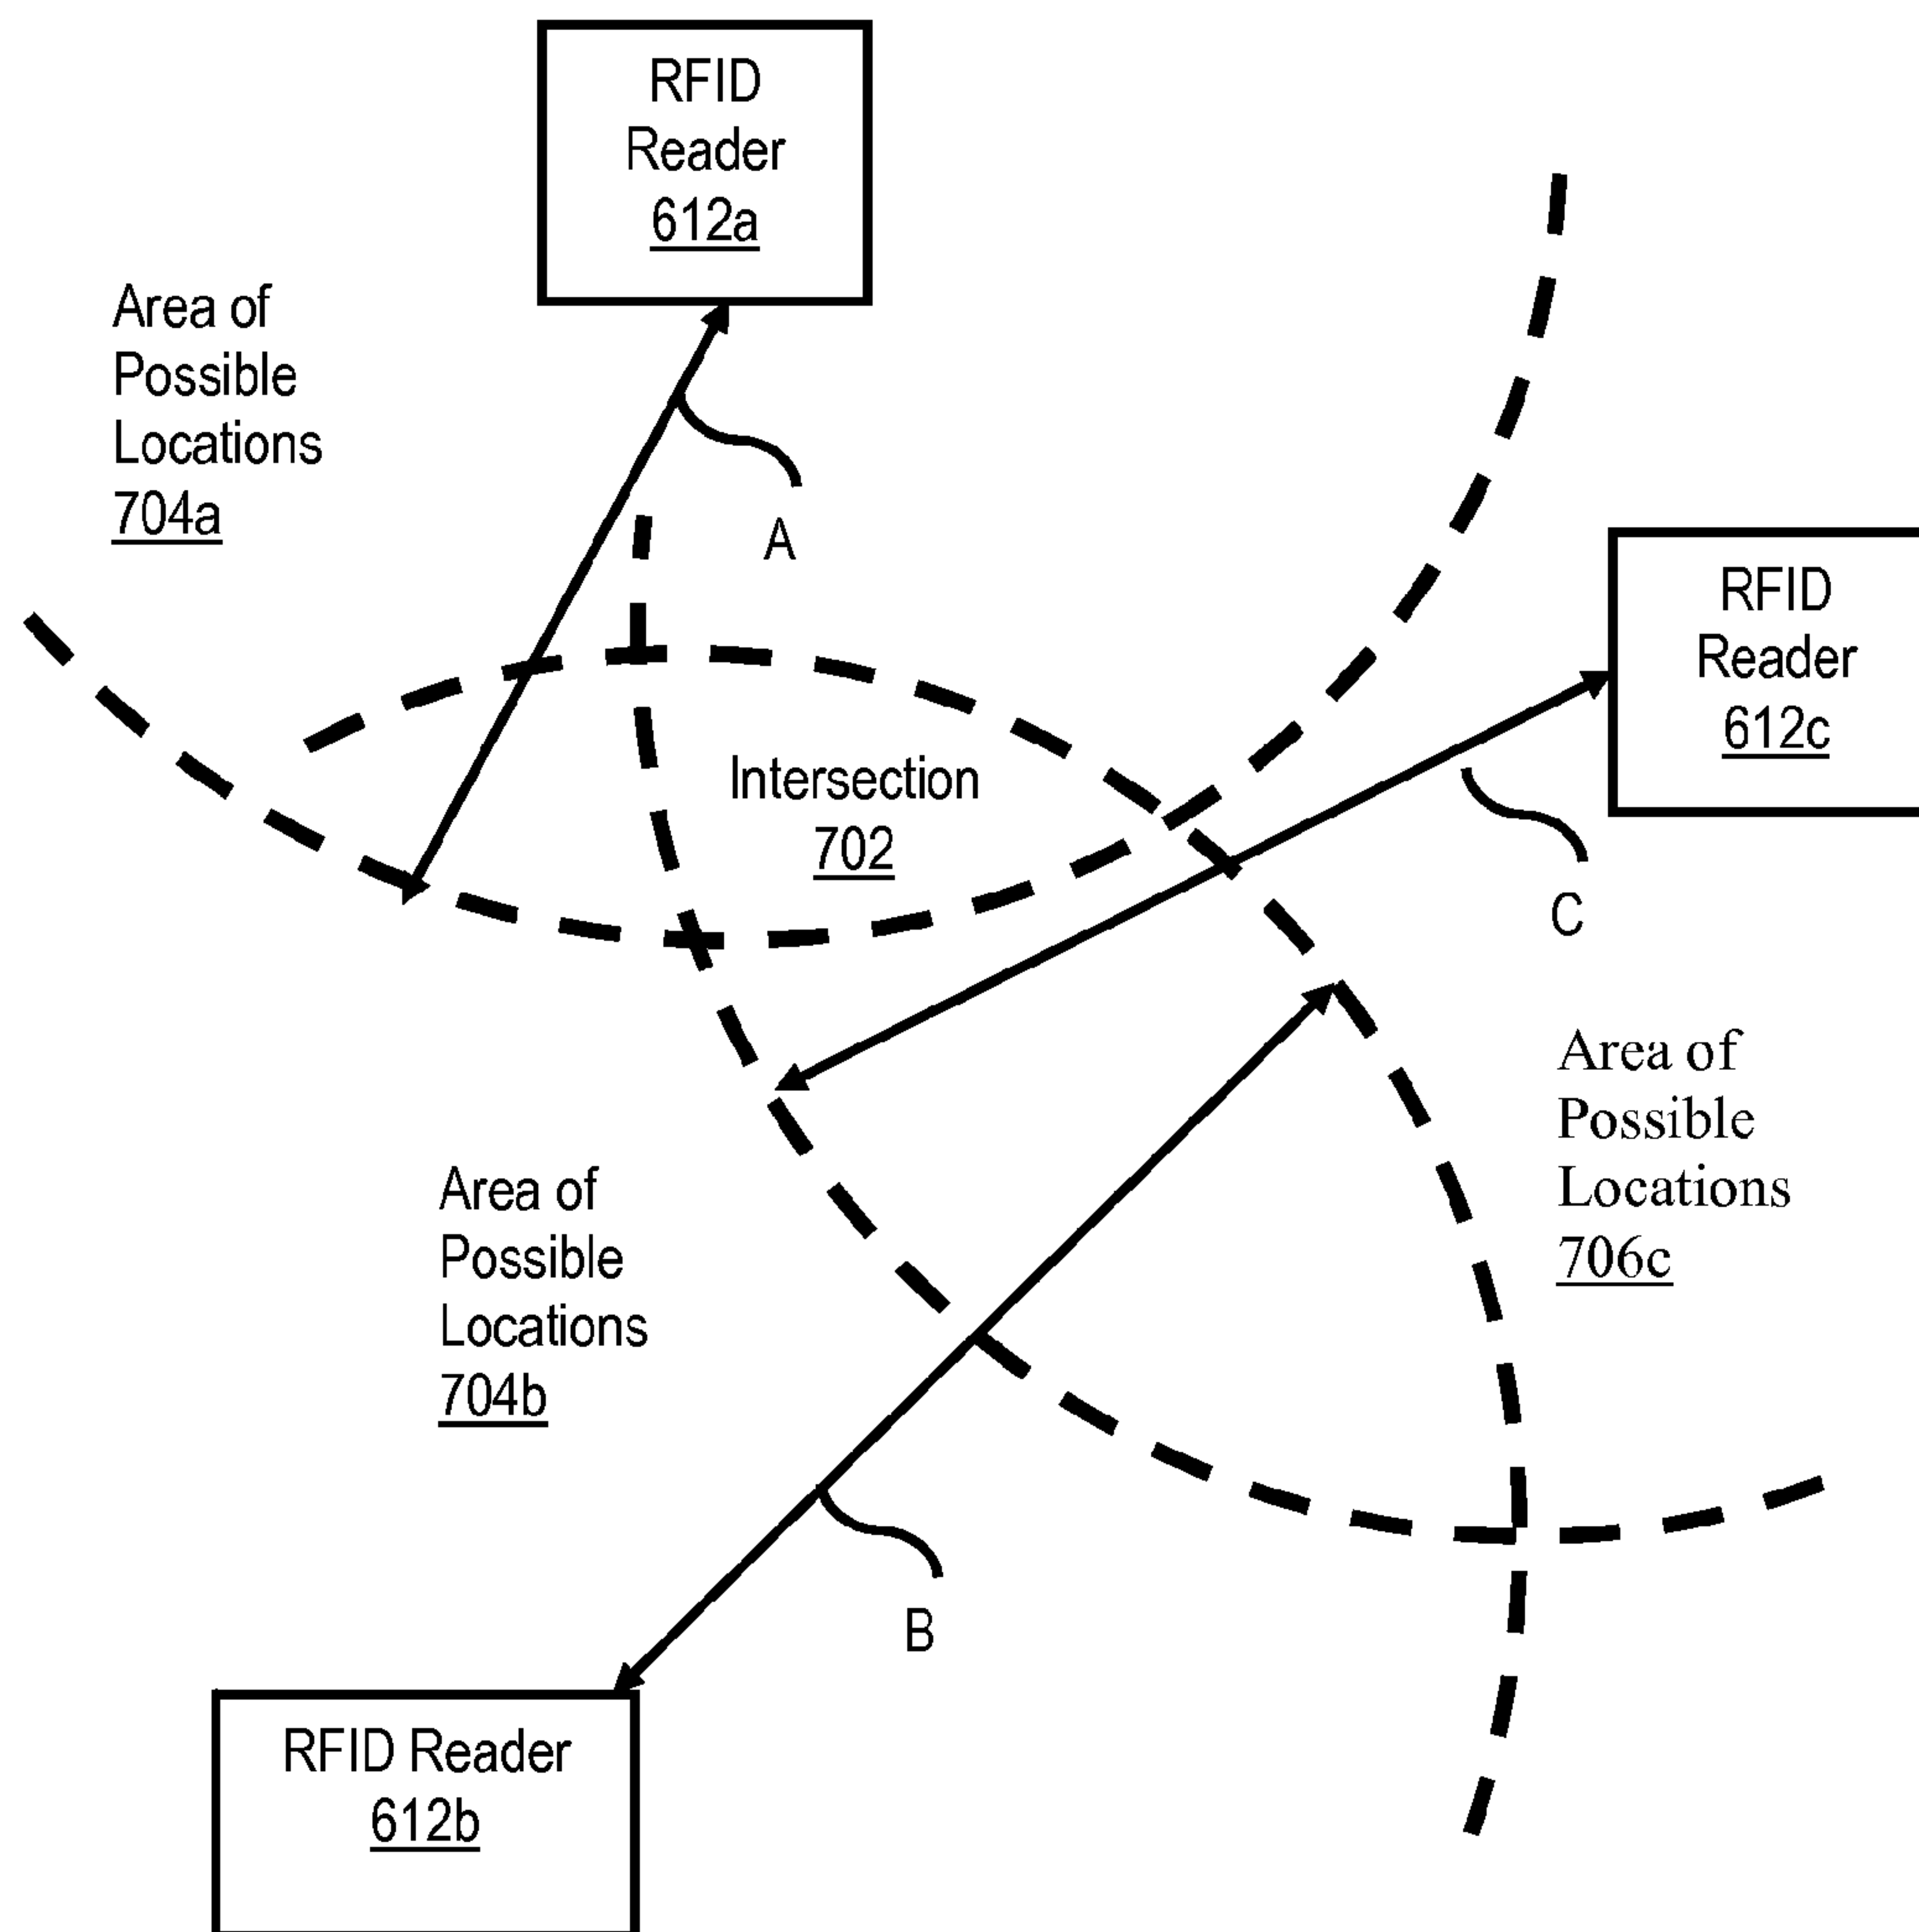 RFID
Reader
612a
Area of
Possible
Locations
704a
A
RFID
Reader
612c
Intersection
702
C
Area of
Possible
Locations
706c
Area of
Possible
Locations
704b
B
RFID Reader
612b